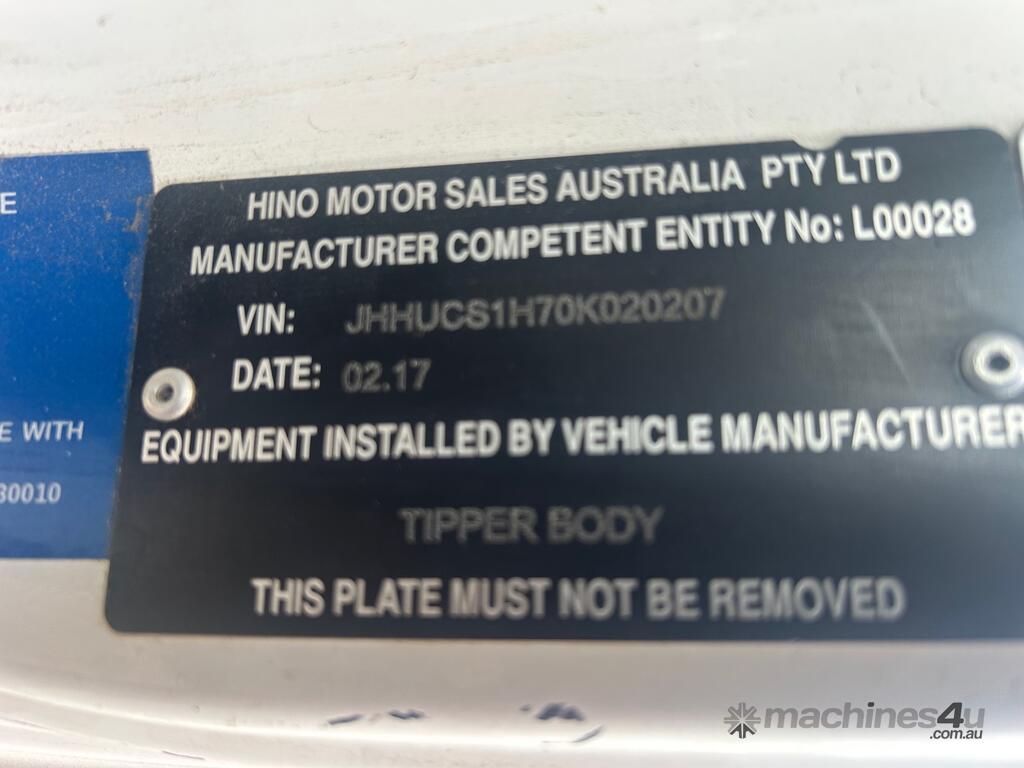 HINO MOTOR SALES AUSTRALIA PTY LTD
MANUFACTURER COMPETENT ENTITY No: L00028
VIN: JHHUCS1H70K020207
DATE: 02.17
EQUIPMENT INSTALLED BY VEHICLE MANUFACTURER
TIPPER BODY
THIS PLATE MUST NOT BE REMOVED
E
E WITH
30010
machines4u
.com.au